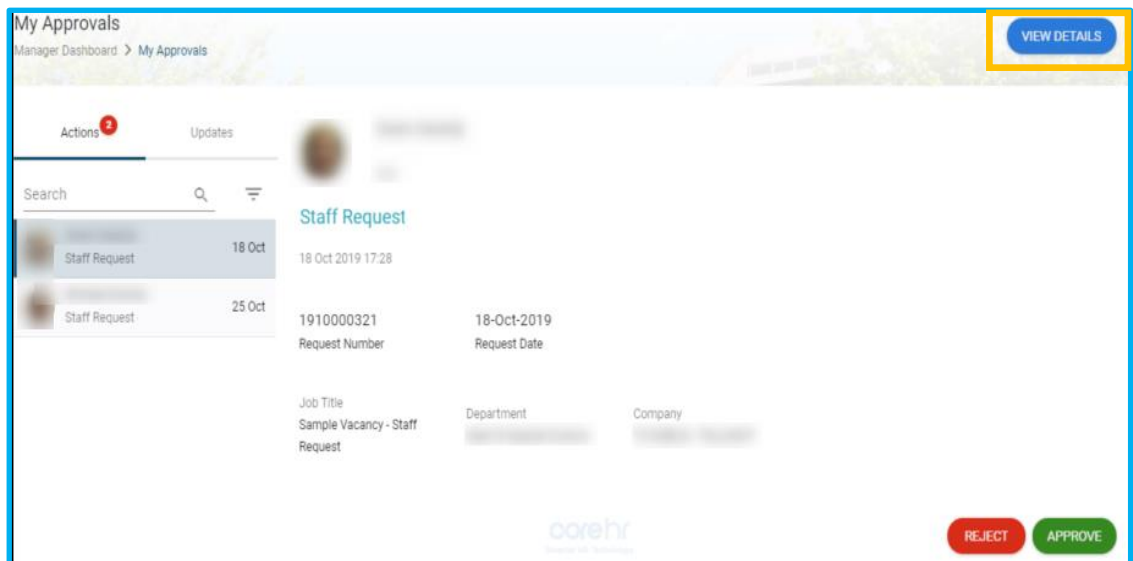 My Approvals
VIEW DETAILS
Manager Dashboard > My Approvals
Actions 2
Updates
Search
Staff Request
18 Oct
Staff Request
25 Oct
Staff Request
18 Oct 2019 17:28
1910000321
18-Oct-2019
Request Number
Request Date
Job Title
Department
Company
Sample Vacancy - Staff
Request
corehr
REJECT
APPROVE